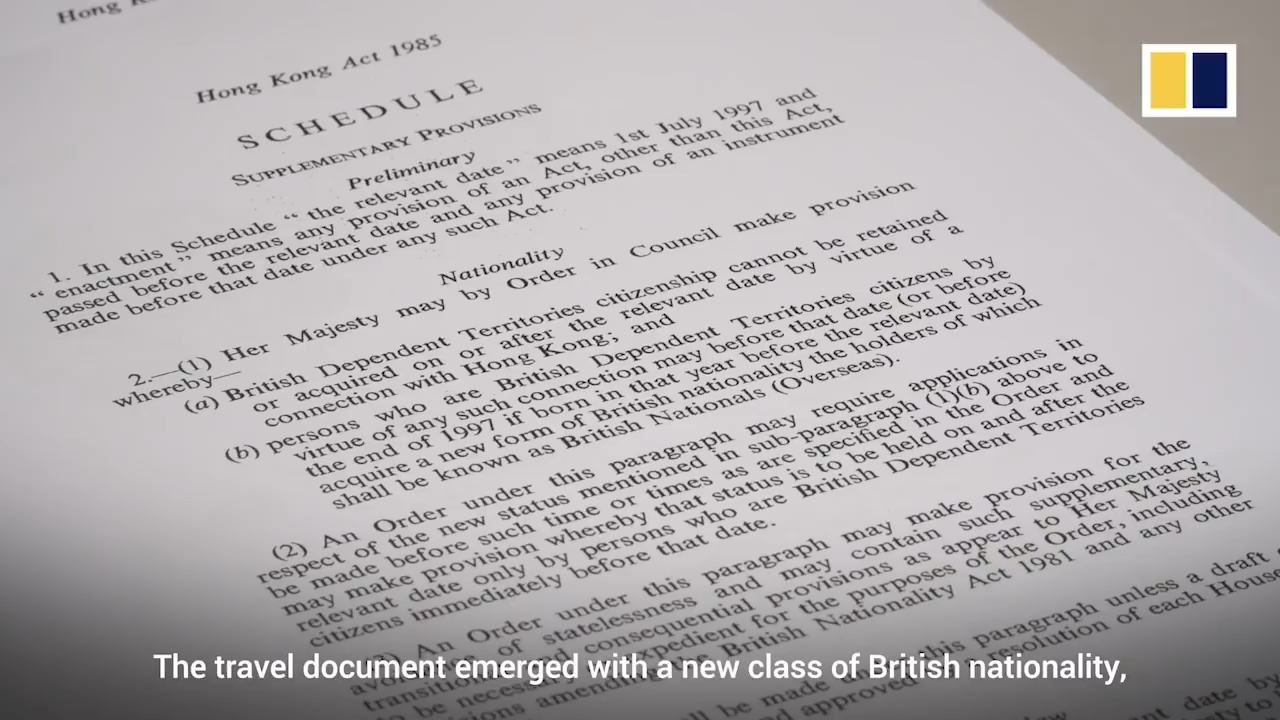 Hong K
Hong Kong Act 1985
SCHEDULE
SUPPLEMENTARY PROVISIONS
Preliminary
1. In this Schedule “ the relevant date ” means 1st July 1997 and
“ enactment ” means any provision of an Act, other than this Act,
passed before the relevant date and any provision of an instrument
made before that date under any such Act.
Nationality
2.—(1) Her Majesty may by Order in Council make provision
whereby—
(a) British Dependent Territories citizenship cannot be retained
or acquired on or after the relevant date by virtue of a
connection with Hong Kong; and
(b) persons who are British Dependent Territories citizens by
virtue of any such connection may before that date (or before
the end of 1997 if born in that year before the relevant date)
acquire a new form of British nationality the holders of which
shall be known as British Nationals (Overseas).
(2) An Order under this paragraph may require applications in
respect of the new status mentioned in sub-paragraph (1)(b) above to
be made before such time or times as are specified in the Order and
may make provision whereby that status is to be held on and after the
relevant date only by persons who are British Dependent Territories
citizens immediately before that date.
An Order under this paragraph may make provision for the
of statelessness and may contain such supplementary,
consequential provisions as appear to Her Majesty
expedient for the purposes of the Order, including
British Nationality Act 1981 and any other
this paragraph unless a draft
resolution of each House
The travel document emerged with a new class of British nationality,